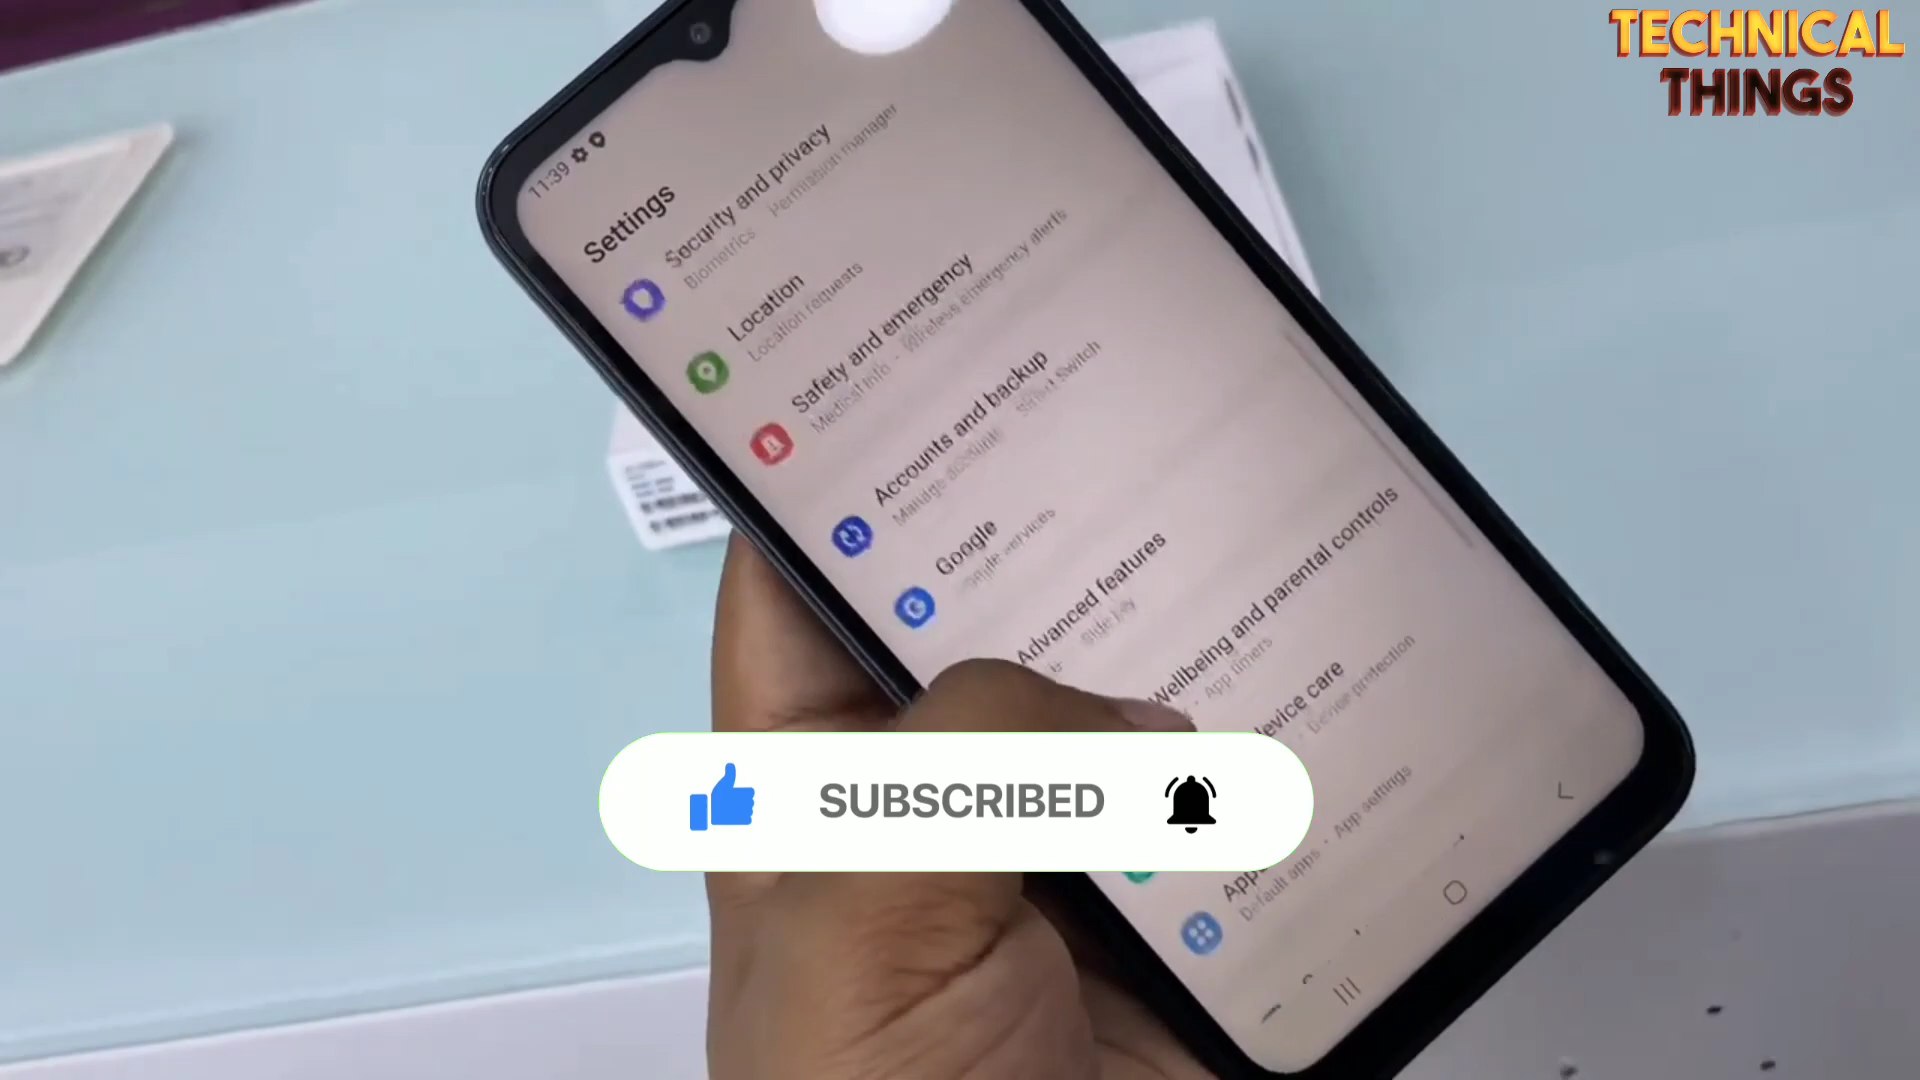 TECHNICAL
THINGS
11:39
Settings
Security and privacy
Biometrics Permission manager
Location
Location requests
Safety and emergency
Medical info • Wireless emergency alerts
Accounts and backup
Manage accounts Smart Switch
Google
Google services
Advanced features
Side key
Wellbeing and parental controls
App timers
device care
Device protection
Apps
Default apps • App settings
SUBSCRIBED